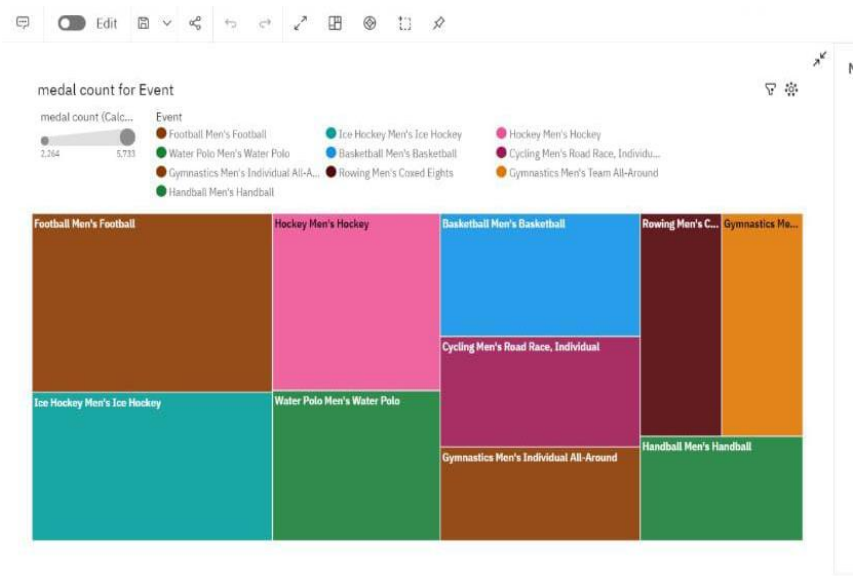 Edit
medal count for Event
medal count (Calc...
2,264 5,733
Event
Football Men's Football
Ice Hockey Men's Ice Hockey
Hockey Men's Hockey
Water Polo Men's Water Polo
Basketball Men's Basketball
Cycling Men's Road Race, Individu...
Gymnastics Men's Individual All-A...
Rowing Men's Coxed Eights
Gymnastics Men's Team All-Around
Handball Men's Handball
Football Men's Football
Hockey Men's Hockey
Basketball Men's Basketball
Rowing Men's C...
Gymnastics Me...
Cycling Men's Road Race, Individual
Ice Hockey Men's Ice Hockey
Water Polo Men's Water Polo
Handball Men's Handball
Gymnastics Men's Individual All-Around